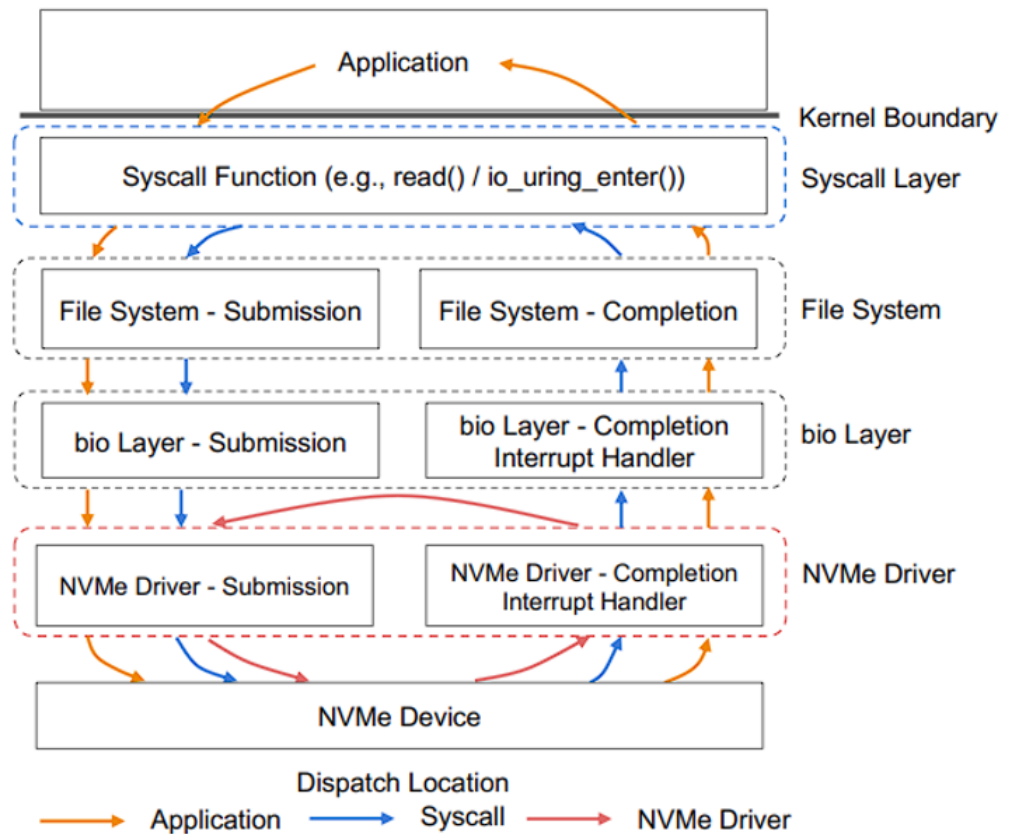 Application
Kernel Boundary
Syscall Function (e.g., read() / io_uring_enter())
Syscall Layer
File System - Submission
File System - Completion
File System
bio Layer - Submission
bio Layer - Completion
Interrupt Handler
bio Layer
NVMe Driver - Submission
NVMe Driver - Completion
Interrupt Handler
NVMe Driver
NVMe Device
Dispatch Location
Application
Syscall
NVMe Driver